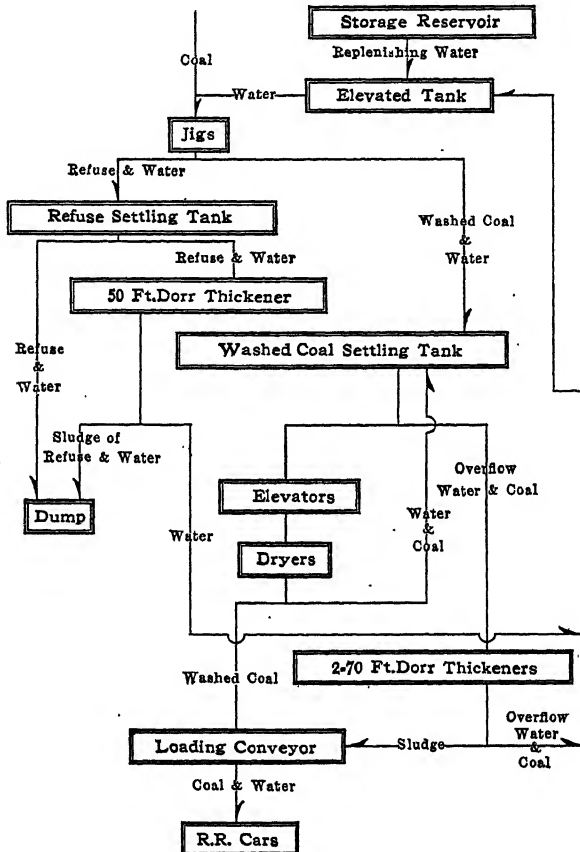 Storage Reservoir
Coal
Replenishing Water
Water
Elevated Tank
Jigs
Refuse & Water
Refuse Settling Tank
Washed Coal
&
Water
Refuse & Water
50 Ft.Dorr Thickener
Washed Coal Settling Tank
Refuse
&
Water
Sludge of
Refuse & Water
Overflow
Water & Coal
Elevators
Dump
Water
Water
&
Coal
Dryers
2-70 Ft.Dorr Thickeners
Washed Coal
Overflow
Water
&
Coal
Loading Conveyor
Sludge
Coal & Water
R.R. Cars